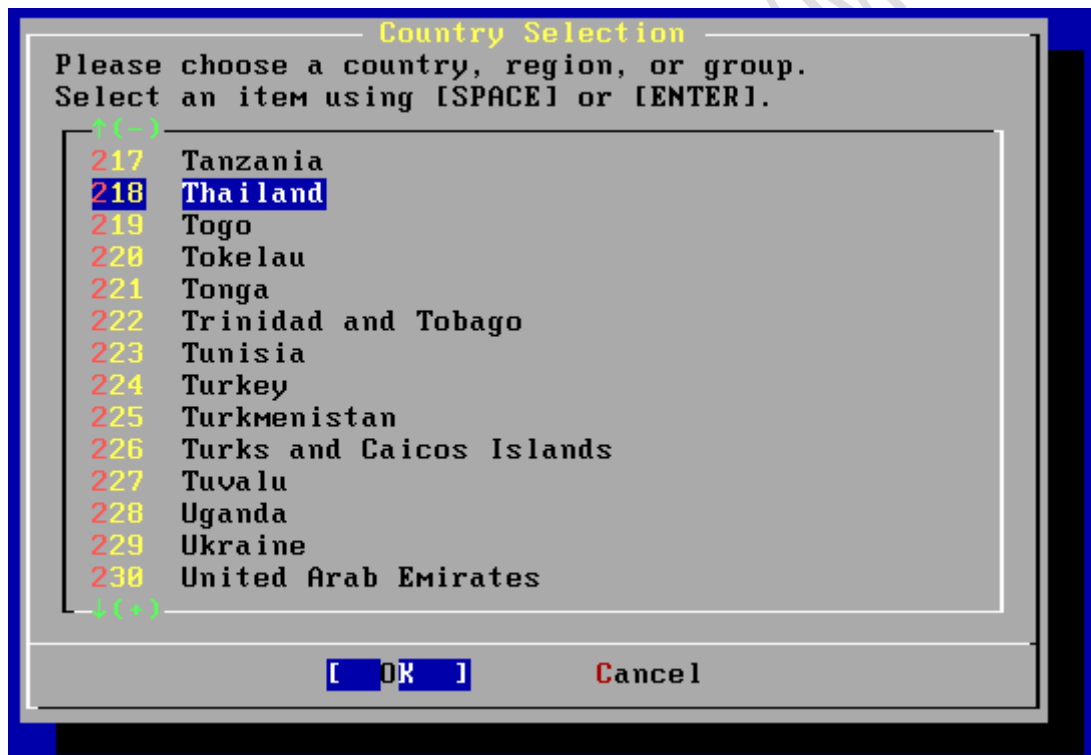 Country Selection
Please choose a country, region, or group.
Select an item using [SPACE] or [ENTER].
↑(-)
217 Tanzania
218 Thailand
219 Togo
220 Tokelau
221 Tonga
222 Trinidad and Tobago
223 Tunisia
224 Turkey
225 Turkmenistan
226 Turks and Caicos Islands
227 Tuvalu
228 Uganda
229 Ukraine
230 United Arab Emirates
↓(+)
[ OK ] Cancel